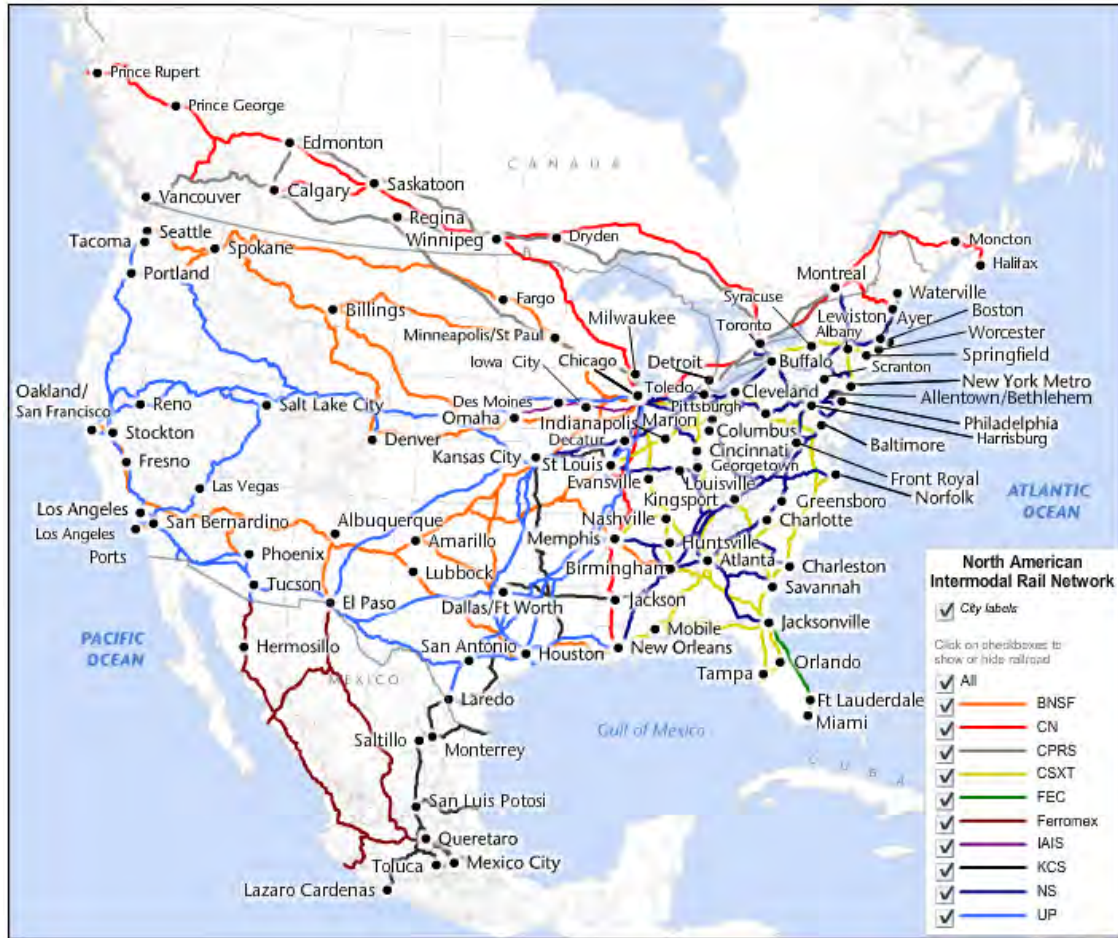 Prince Rupert
Prince George
Edmonton
CANADA
Vancouver
Calgary
Saskatoon
Seattle
Regina
Tacoma
Spokane
Winnipeg
Dryden
Moncton
Portland
Montreal
Halifax
Billings
Fargo
Syracuse
Lewiston
Waterville
Milwaukee
Albany
Ayer
Boston
Minneapolis/St Paul
Toronto
Worcester
Iowa City
Chicago
Detroit
Buffalo
Springfield
Scranton
Oakland/
San Francisco
Reno
Salt Lake City
Des Moines
Toledo
Cleveland
New York Metro
Omaha
Indianapolis
Marion
Pittsburgh
Allentown/Bethlehem
Stockton
Denver
Decatur
Columbus
Philadelphia
Harrisburg
Fresno
Kansas City
St Louis
Cincinnati
Baltimore
Georgetown
Las Vegas
Evansville
Louisville
Front Royal
Norfolk
Los Angeles
San Bernardino
Albuquerque
Kingsport
Greensboro
ATLANTIC
OCEAN
Los Angeles
Ports
Amarillo
Nashville
Charlotte
Phoenix
Memphis
Huntsville
Lubbock
Birmingham
Atlanta
Charleston
Tucson
El Paso
Dallas/Ft Worth
Jackson
Savannah
PACIFIC
OCEAN
Hermosillo
Mobile
Jacksonville
San Antonio
Houston
New Orleans
MEXICO
Tampa
Orlando
Laredo
Ft Lauderdale
Miami
Saltillo
Monterrey
Gulf of Mexico
CUBA
San Luis Potosi
Queretaro
Toluca
Mexico City
Lazaro Cardenas
North American
Intermodal Rail Network
City labels
Click on checkboxes to
show or hide railroad
All
BNSF
CN
CPRS
CSXT
FEC
Ferromex
IAIS
KCS
NS
UP